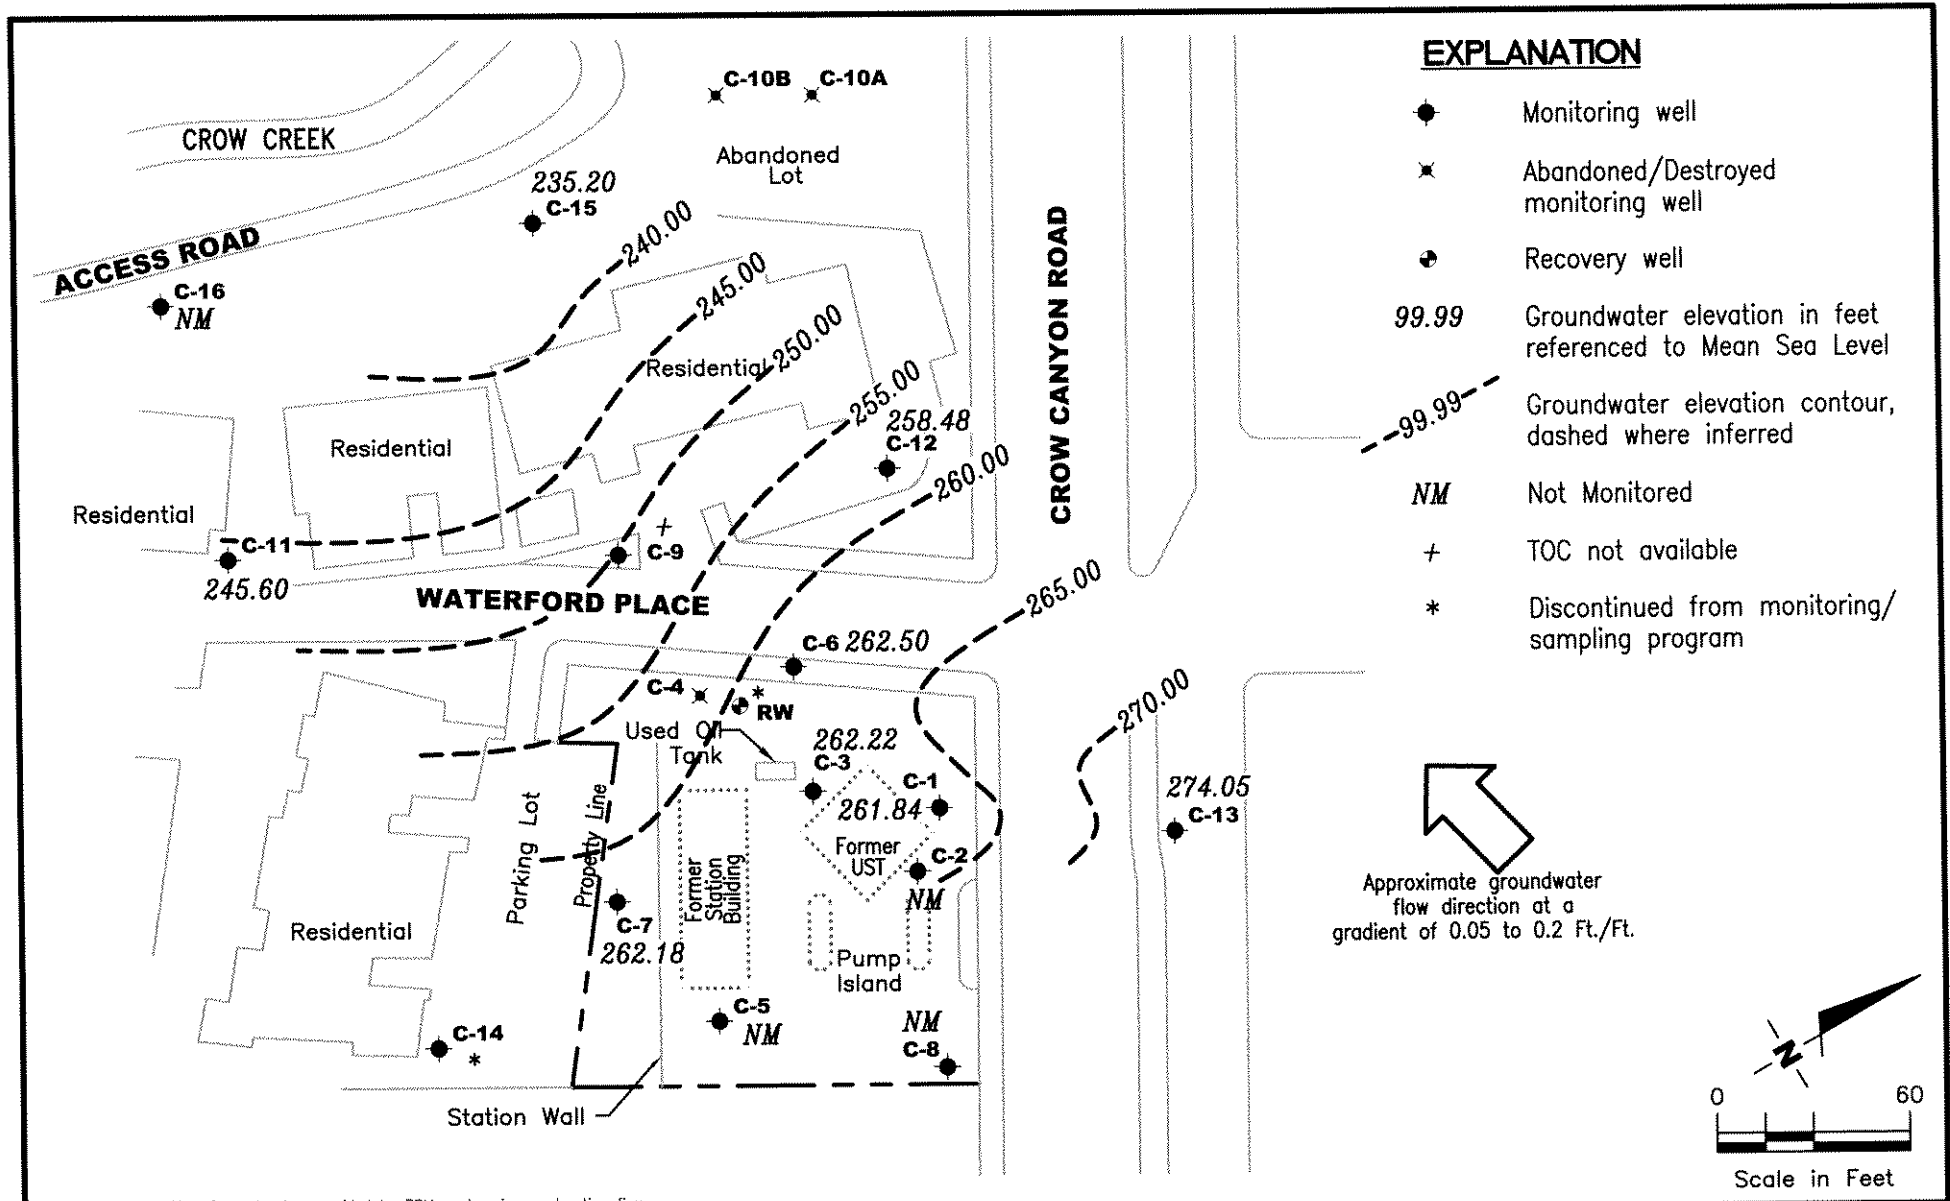 EXPLANATION
Monitoring well
Abandoned/Destroyed
monitoring well
Recovery well
99.99
Groundwater elevation in feet
referenced to Mean Sea Level
99.99
Groundwater elevation contour,
dashed where inferred
NM
Not Monitored
+
TOC not available
*
Discontinued from monitoring/
sampling program
C-10B
C-10A
CROW CREEK
Abandoned
Lot
235.20
C-15
240.00
ACCESS ROAD
C-16
NM
245.00
250.00
Residential
255.00
258.48
C-12
260.00
CROW CANYON ROAD
Residential
Residential
C-11
245.60
+
C-9
WATERFORD PLACE
265.00
C-6 262.50
C-4
*
RW
Used Oil
Tank
262.22
C-3
C-1
261.84
270.00
274.05
C-13
Former
UST
C-2
NM
Parking Lot
Property Line
Former
Station
Building
Residential
C-7
262.18
Pump
Island
C-5
NM
NM
C-8
C-14
*
Station Wall
Approximate groundwater
flow direction at a
gradient of 0.05 to 0.2 Ft./Ft.
N
0
60
Scale in Feet